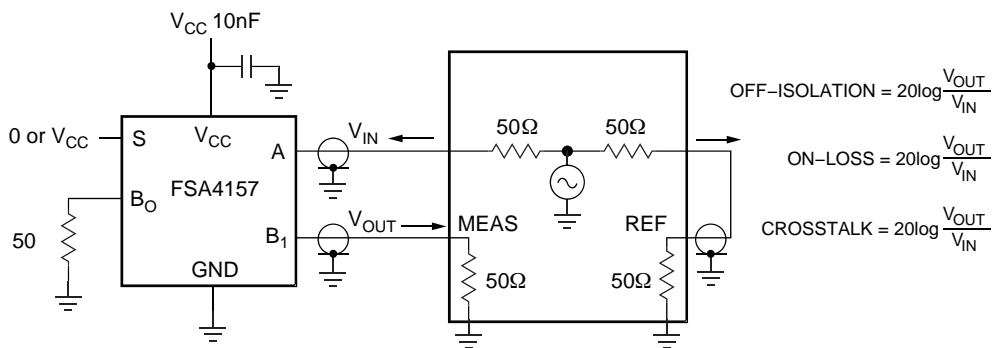 V_CC 10nF
0 or V_CC
S
V_CC
A
V_IN
50Ω
50Ω
OFF−ISOLATION = 20log V_OUT / V_IN
FSA4157
B_O
ON−LOSS = 20log V_OUT / V_IN
50
B_1
V_OUT
MEAS
REF
CROSSTALK = 20log V_OUT / V_IN
GND
50Ω
50Ω